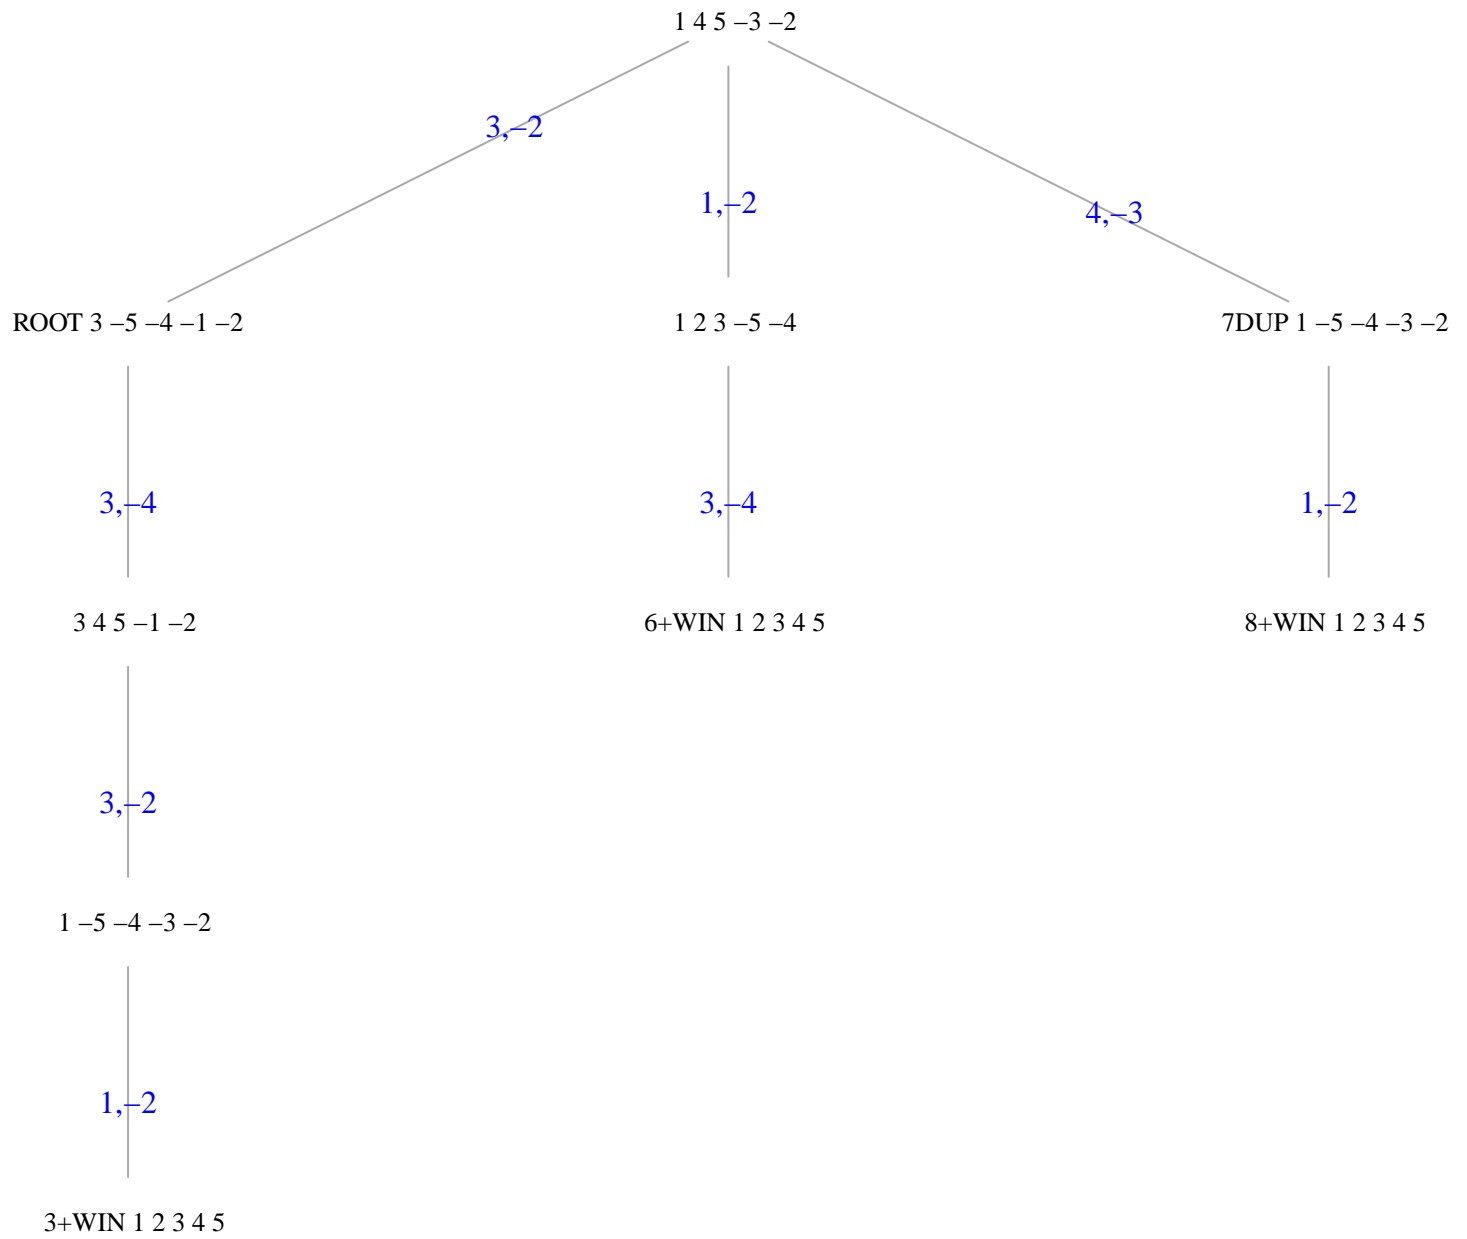 1 4 5 –3 –2
3,–2
1,–2
4,–3
ROOT 3 –5 –4 –1 –2
1 2 3 –5 –4
7DUP 1 –5 –4 –3 –2
3,–4
3,–4
1,–2
3 4 5 –1 –2
6+WIN 1 2 3 4 5
8+WIN 1 2 3 4 5
3,–2
1 –5 –4 –3 –2
1,–2
3+WIN 1 2 3 4 5